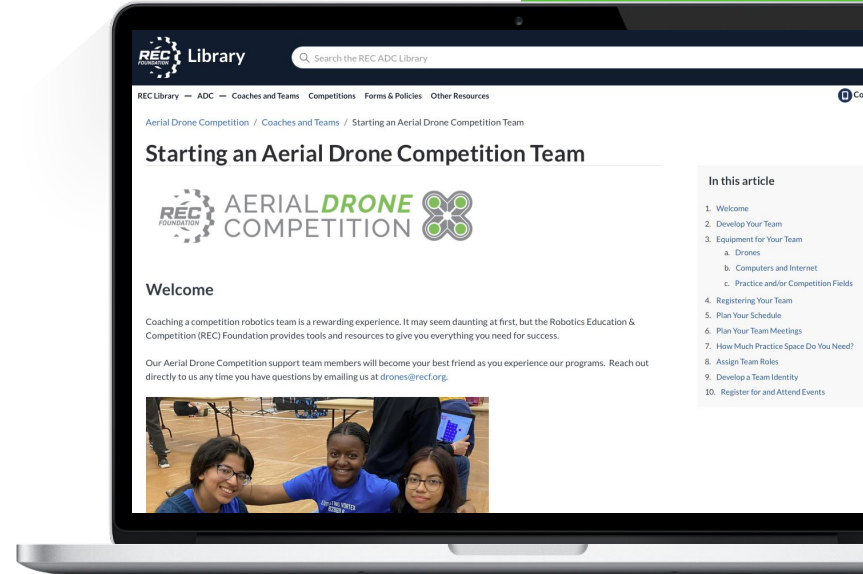 REC
FOUNDATION
Library
Search the REC ADC Library
REC Library — ADC — Coaches and Teams Competitions Forms & Policies Other Resources
Aerial Drone Competition / Coaches and Teams / Starting an Aerial Drone Competition Team
Starting an Aerial Drone Competition Team
REC
FOUNDATION
AERIAL DRONE
COMPETITION
Welcome
Coaching a competition robotics team is a rewarding experience. It may seem daunting at first, but the Robotics Education &
Competition (REC) Foundation provides tools and resources to give you everything you need for success.
Our Aerial Drone Competition support team members will become your best friend as you experience our programs. Reach out
directly to us any time you have questions by emailing us at drones@recf.org.
In this article
1. Welcome
2. Develop Your Team
3. Equipment for Your Team
a. Drones
b. Computers and Internet
c. Practice and/or Competition Fields
4. Registering Your Team
5. Plan Your Schedule
6. Plan Your Team Meetings
7. How Much Practice Space Do You Need?
8. Assign Team Roles
9. Develop a Team Identity
10. Register for and Attend Events